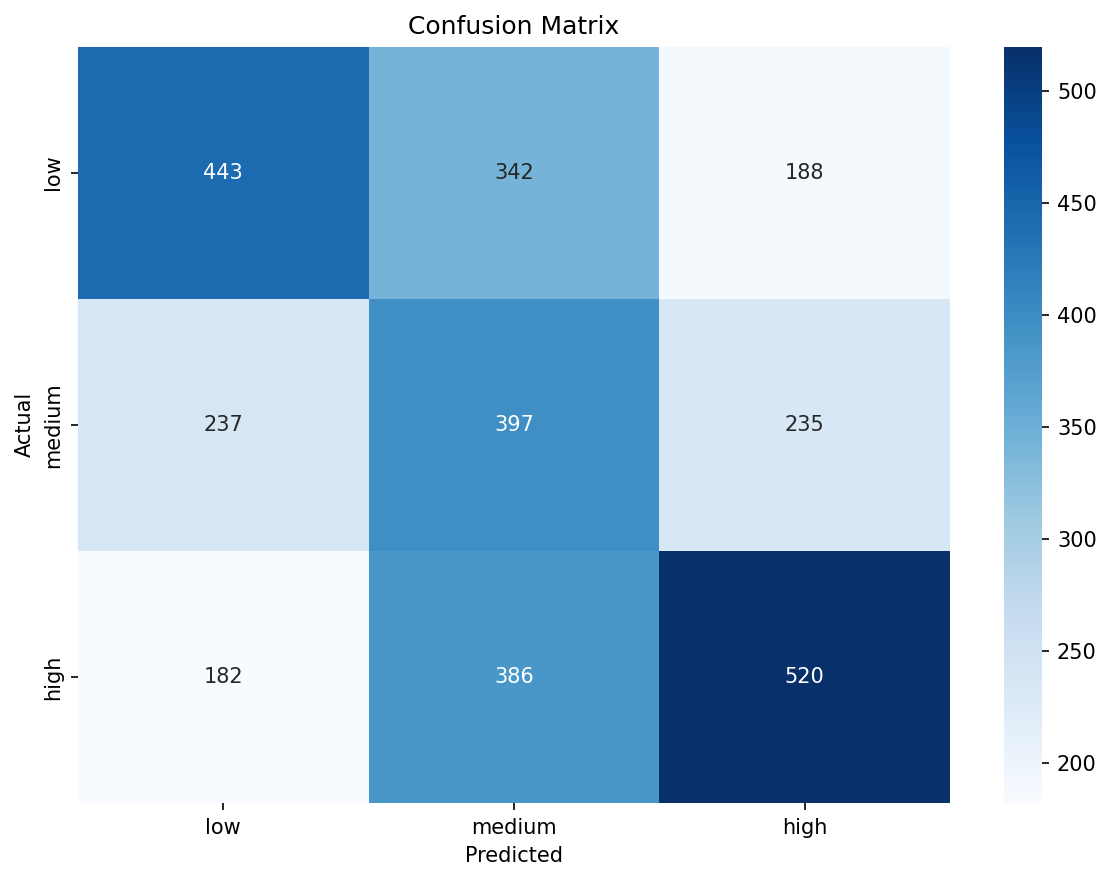 Confusion Matrix
Actual
low
443 342 188
medium
237 397 235
high
182 386 520
low medium high
Predicted
500
450
400
350
300
250
200